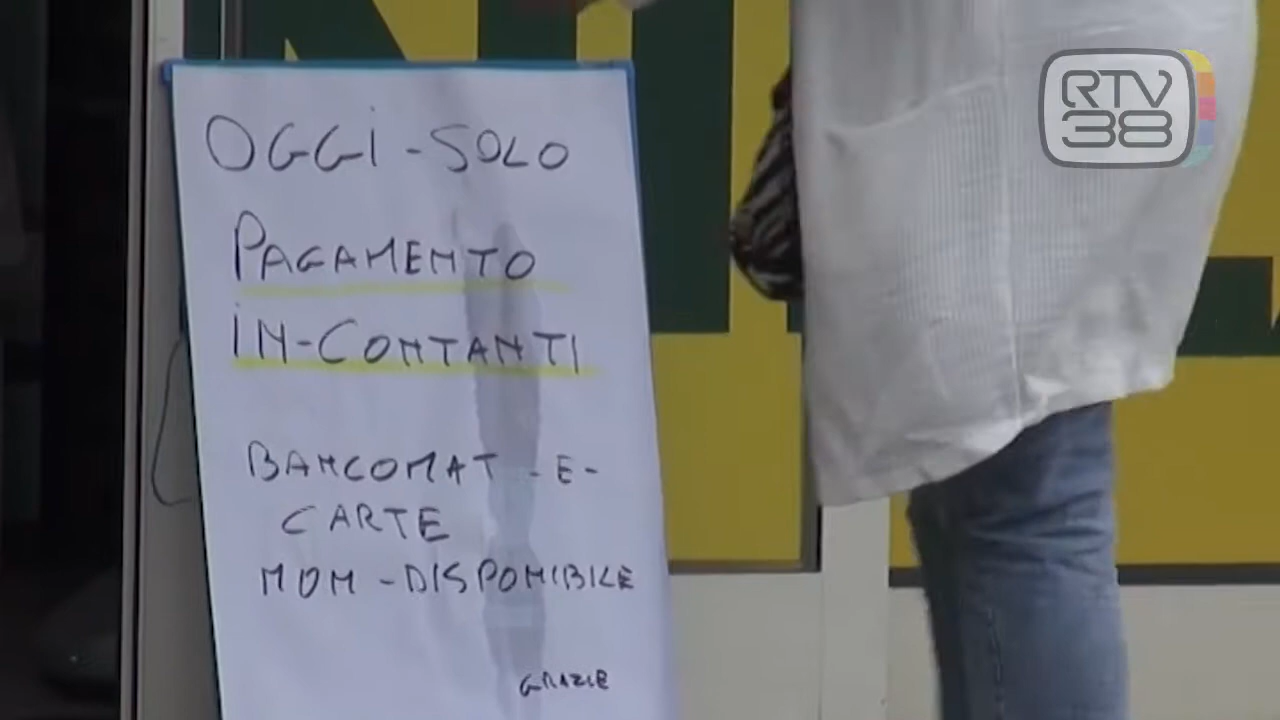 RTV
38
OGGI - SOLO
PAGAMENTO
IN-CONTANTI
BANCOMAT - E -
CARTE
NON - DISPONIBILE
GRAZIE